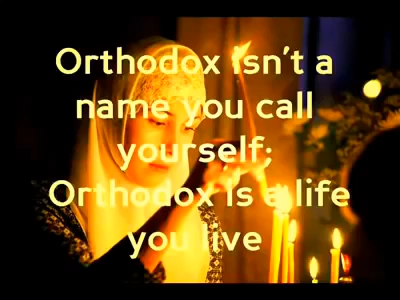 Orthodox isn't a
name you call
yourself;
Orthodox is a life
you live